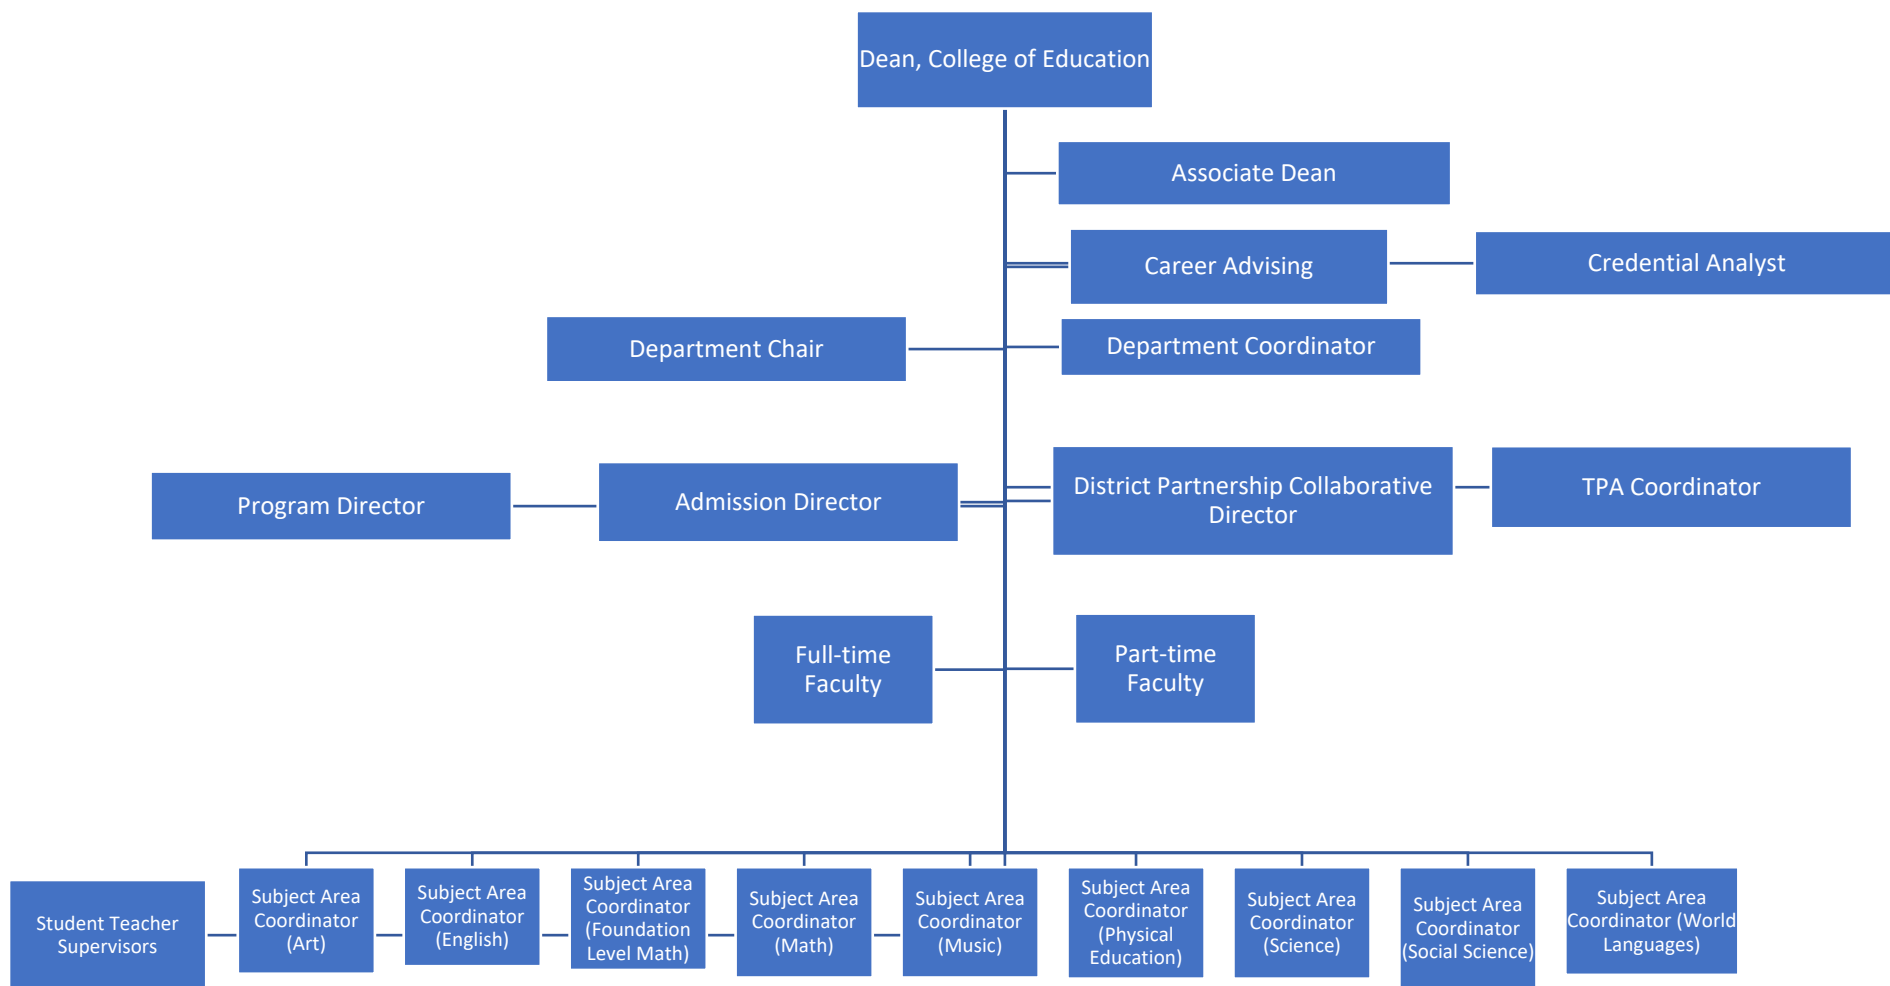 Dean, College of Education
Associate Dean
Career Advising
Credential Analyst
Department Chair
Department Coordinator
Program Director
Admission Director
District Partnership Collaborative
Director
TPA Coordinator
Full-time
Faculty
Part-time
Faculty
Student Teacher
Supervisors
Subject Area
Coordinator
(Art)
Subject Area
Coordinator
(English)
Subject Area
Coordinator
(Foundation
Level Math)
Subject Area
Coordinator
(Math)
Subject Area
Coordinator
(Music)
Subject Area
Coordinator
(Physical
Education)
Subject Area
Coordinator
(Science)
Subject Area
Coordinator
(Social Science)
Subject Area
Coordinator (World
Languages)